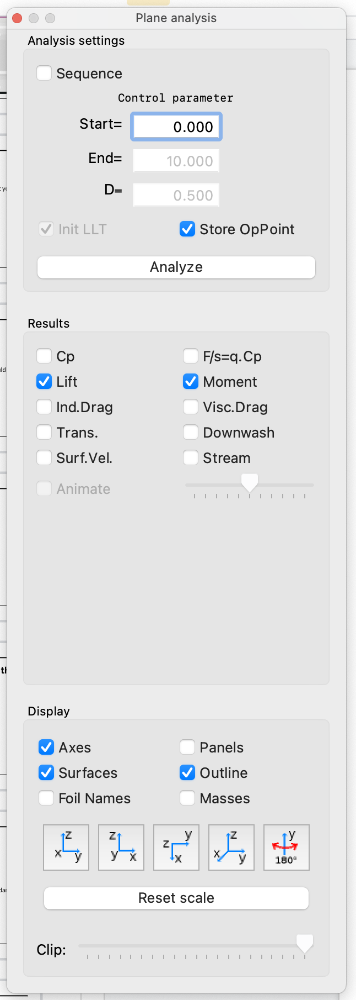 Plane analysis
Analysis settings
Sequence
Control parameter
Start= 0.000
End= 10.000
D= 0.500
Init LLT Store OpPoint
Analyze
Results
Cp F/s=q.Cp
Lift Moment
Ind.Drag Visc.Drag
Trans. Downwash
Surf.Vel. Stream
Animate
Display
Axes Panels
Surfaces Outline
Foil Names Masses
z x y z y x y z x z x y y 180°
Reset scale
Clip: